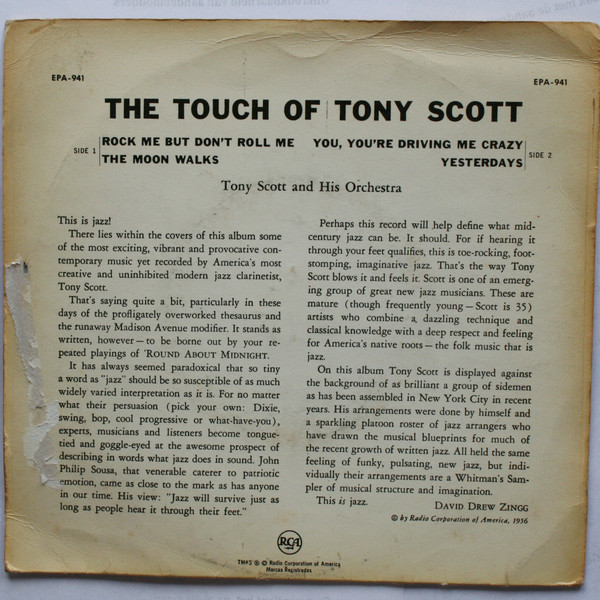 EPA-941
EPA-941
THE TOUCH OF TONY SCOTT
SIDE 1
ROCK ME BUT DON'T ROLL ME
THE MOON WALKS
YOU, YOU'RE DRIVING ME CRAZY
YESTERDAYS
SIDE 2
Tony Scott and His Orchestra
This is jazz!
There lies within the covers of this album some
of the most exciting, vibrant and provocative con-
temporary music yet recorded by America's most
creative and uninhibited modern jazz clarinetist,
Tony Scott.
That's saying quite a bit, particularly in these
days of the profligately overworked thesaurus and
the runaway Madison Avenue modifier. It stands as
written, however—to be borne out by your re-
peated playings of 'ROUND ABOUT MIDNIGHT.
It has always seemed paradoxical that so tiny
a word as "jazz" should be so susceptible of as much
widely varied interpretation as it is. For no matter
what their persuasion (pick your own: Dixie,
swing, bop, cool progressive or what-have-you),
experts, musicians and listeners become tongue-
tied and goggle-eyed at the awesome prospect of
describing in words what jazz does in sound. John
Philip Sousa, that venerable caterer to patriotic
emotion, came as close to the mark as has anyone
in our time. His view: "Jazz will survive just as
long as people hear it through their feet."
Perhaps this record will help define what mid-
century jazz can be. It should. For if hearing it
through your feet qualifies, this is toe-rocking, foot-
stomping, imaginative jazz. That's the way Tony
Scott blows it and feels it. Scott is one of an emerg-
ing group of great new jazz musicians. These are
mature (though frequently young—Scott is 35)
artists who combine a dazzling technique and
classical knowledge with a deep respect and feeling
for America's native roots—the folk music that is
jazz.
On this album Tony Scott is displayed against
the background of as brilliant a group of sidemen
as has been assembled in New York City in recent
years. His arrangements were done by himself and
a sparkling platoon roster of jazz arrangers who
have drawn the musical blueprints for much of
the recent growth of written jazz. All held the same
feeling of funky, pulsating, new jazz, but indi-
vidually their arrangements are a Whitman's Sam-
pler of musical structure and imagination.
This is jazz.
DAVID DREW ZINGG
© by Radio Corporation of America, 1956
RCA
TMKS ® © Radio Corporation of America
Marcas Registradas